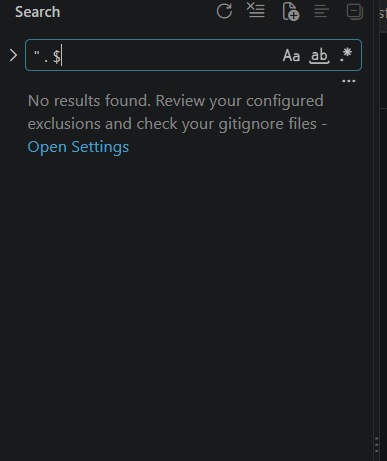 Search
" . $
Aa ab .*
No results found. Review your configured
exclusions and check your gitignore files -
Open Settings